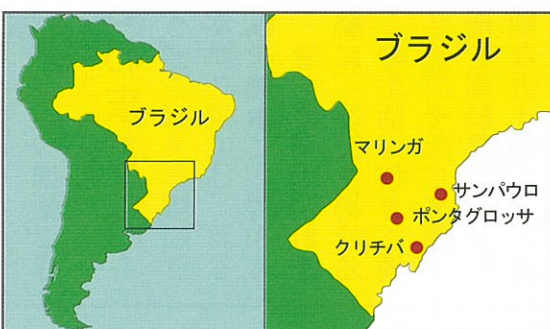 ブラジル
ブラジル
マリンガ
サンパウロ
ポンタグロッサ
クリチバ